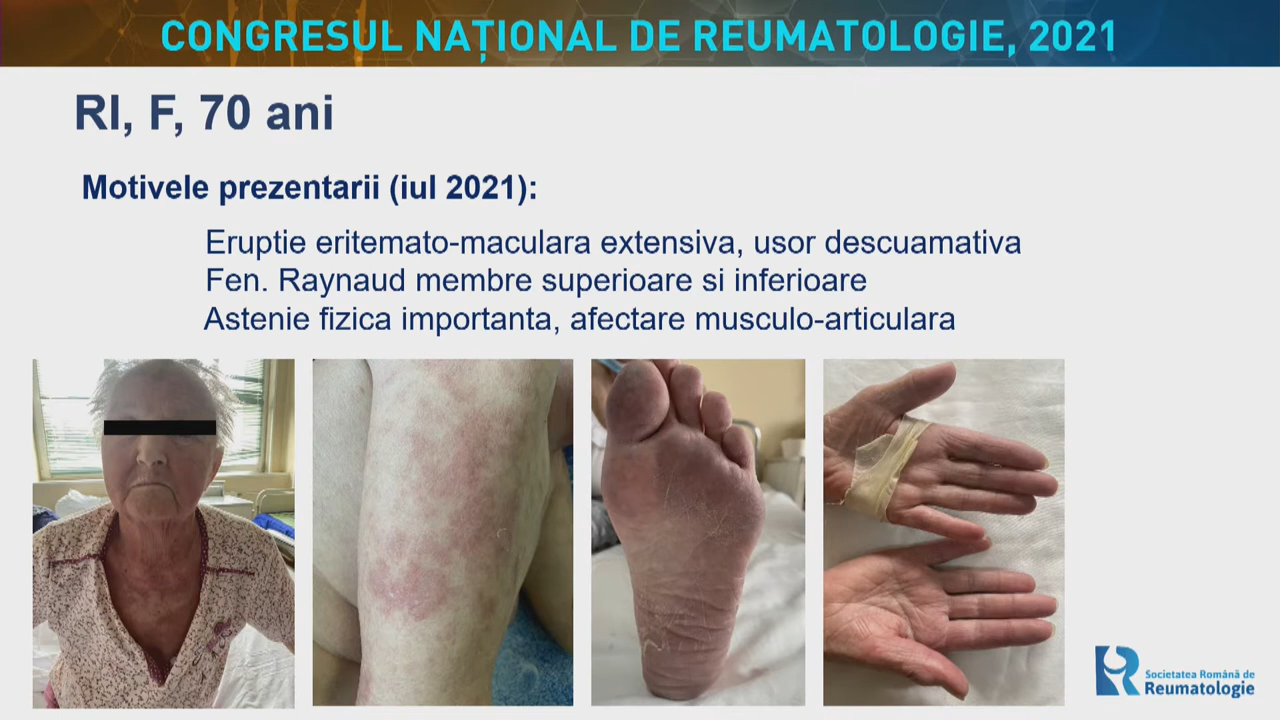 CONGRESUL NAȚIONAL DE REUMATOLOGIE, 2021
RI, F, 70 ani
Motivele prezentarii (iul 2021):
Eruptie eritemato-maculara extensiva, usor descuamativa
Fen. Raynaud membre superioare si inferioare
Astenie fizica importanta, afectare musculo-articulara
Societatea Română de
Reumatologie